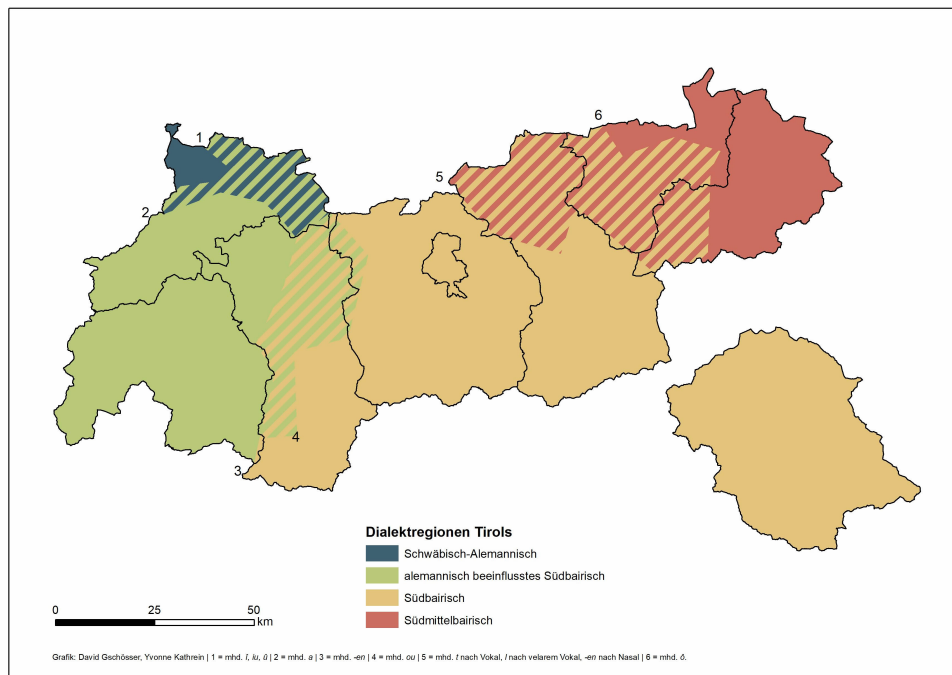 6
1
5
2
4
3
Dialektregionen Tirols
Schwäbisch-Alemannisch
alemannisch beeinflusstes Südbairisch
Südbairisch
Südmittelbairisch
0 25 50
km
Grafik: David Gschösser, Yvonne Kathrein | 1 = mhd. ī, iu, ū | 2 = mhd. a | 3 = mhd. -en | 4 = mhd. ou | 5 = mhd. t nach Vokal, l nach velarem Vokal, -en nach Nasal | 6 = mhd. ō.